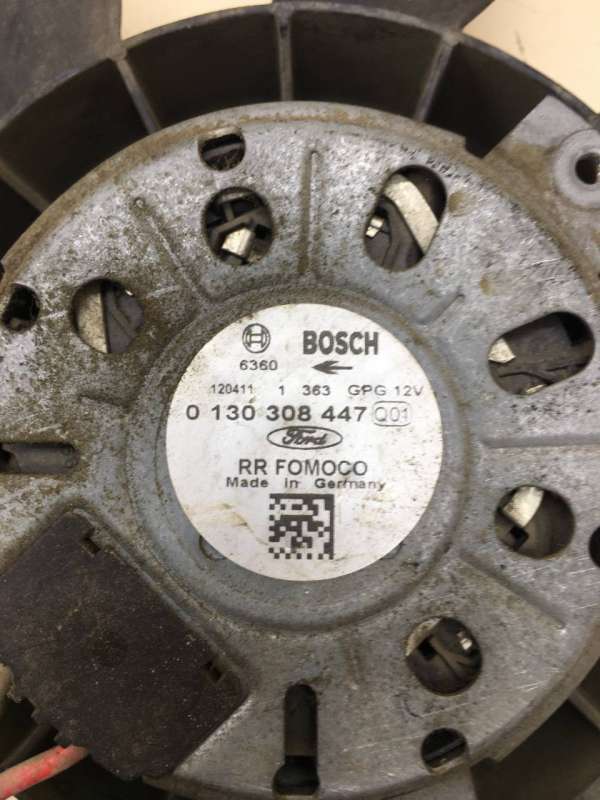 BOSCH
6360
120411 1 363 GPG 12V
0 130 308 447 Q01
Ford
RR FOMOCO
Made in Germany